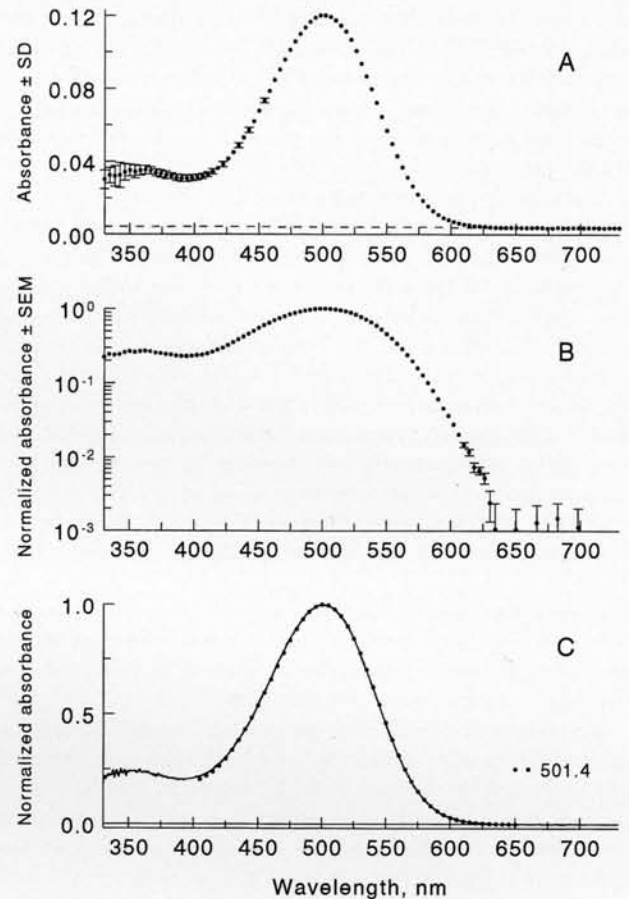 Absorbance ± SD
A
0.12
0.08
0.04
0.00
350 400 450 500 550 600 650 700
Normalized absorbance ± SEM
B
10⁰
10⁻¹
10⁻²
10⁻³
350 400 450 500 550 600 650 700
Normalized absorbance
C
1.0
0.5
0.0
501.4
350 400 450 500 550 600 650 700
Wavelength, nm